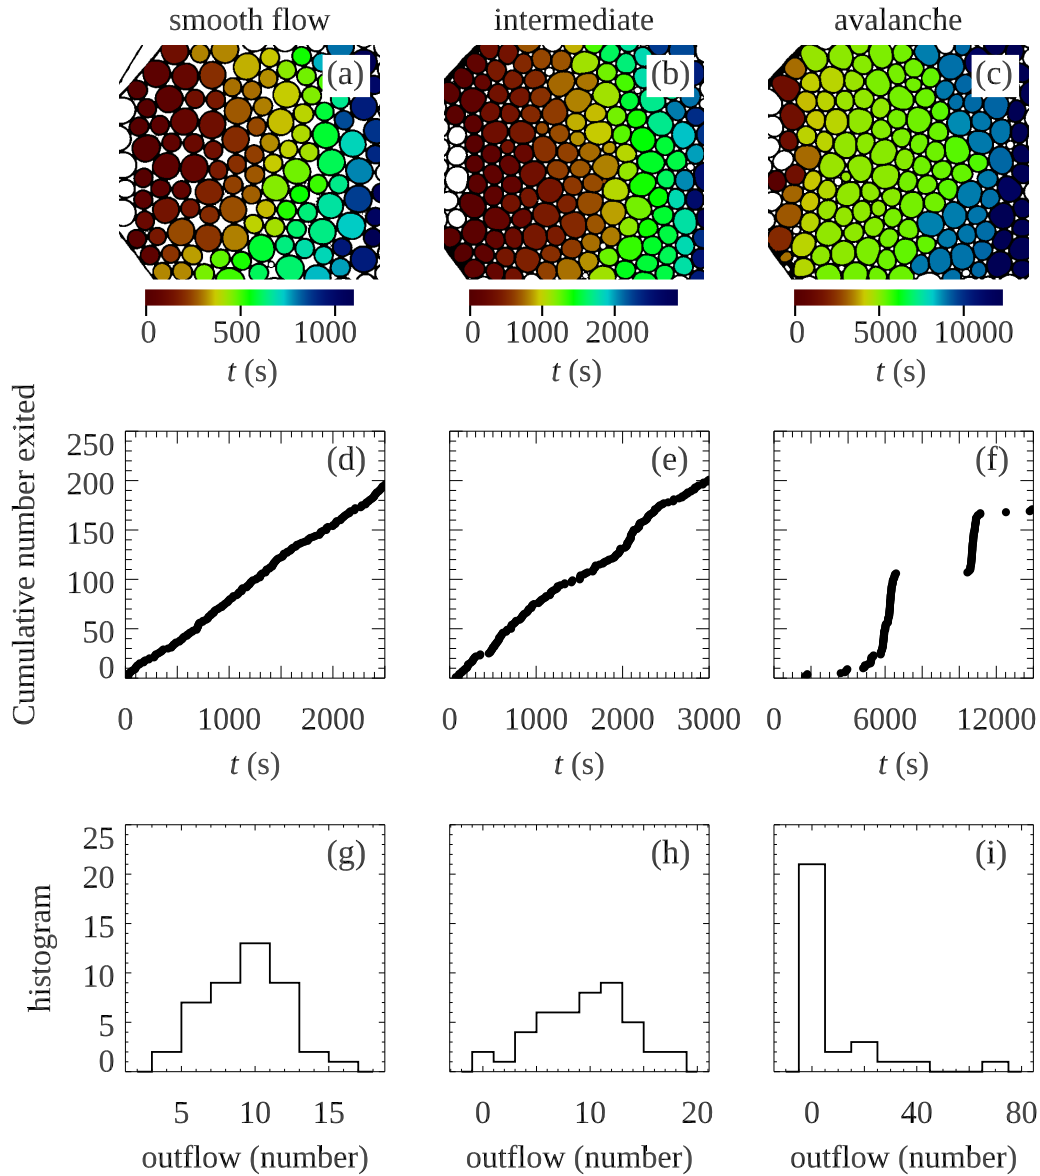 smooth flow intermediate avalanche
(a) (b) (c)
0 500 1000 0 1000 2000 0 5000 10000
t (s) t (s) t (s)
Cumulative number exited
250
200
150
100
50
0
(d) (e) (f)
0 1000 2000 0 1000 2000 3000 0 6000 12000
t (s) t (s) t (s)
histogram
25
20
15
10
5
0
(g) (h) (i)
5 10 15 0 10 20 0 40 80
outflow (number) outflow (number) outflow (number)